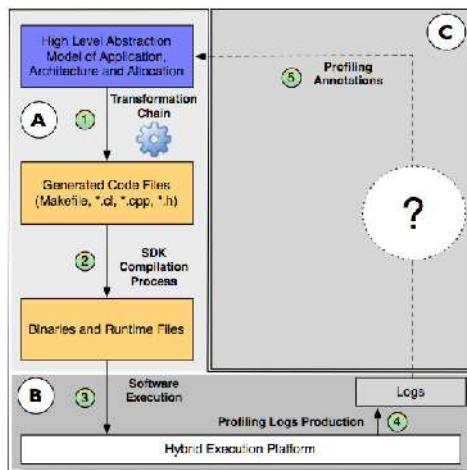 High Level Abstraction
Model of Application,
Architecture and Allocation
C
5
Profiling
Annotations
A
1
Transformation
Chain
Generated Code Files
(Makefile, *.cl, *.cpp, *.h)
?
2
SDK
Compilation
Process
Binaries and Runtime Files
B
3
Software
Execution
Logs
Profiling Logs Production
4
Hybrid Execution Platform